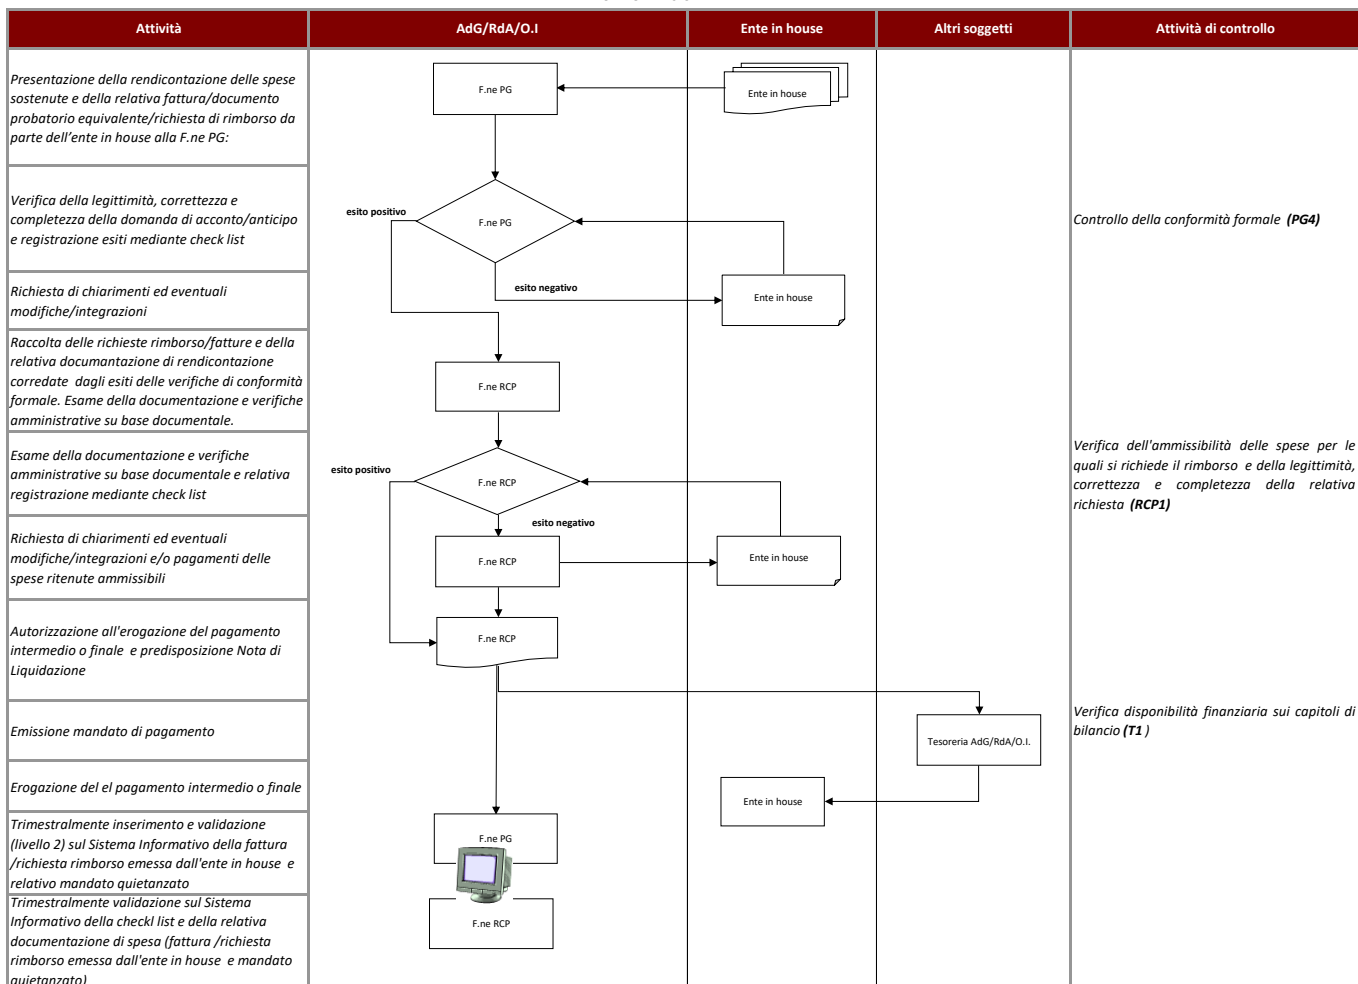 Attività
AdG/RdA/O.I
Ente in house
Altri soggetti
Attività di controllo
Presentazione della rendicontazione delle spese
sostenute e della relativa fattura/documento
probatorio equivalente/richiesta di rimborso da
parte dell'ente in house alla F.ne PG:
F.ne PG
Ente in house
Verifica della legittimità, correttezza e
completezza della domanda di acconto/anticipo
e registrazione esiti mediante check list
esito positivo
F.ne PG
Controllo della conformità formale (PG4)
esito negativo
Richiesta di chiarimenti ed eventuali
modifiche/integrazioni
Ente in house
Raccolta delle richieste rimborso/fatture e della
relativa documantazione di rendicontazione
corredate dagli esiti delle verifiche di conformità
formale. Esame della documentazione e verifiche
amministrative su base documentale.
F.ne RCP
Esame della documentazione e verifiche
amministrative su base documentale e relativa
registrazione mediante check list
esito positivo
F.ne RCP
esito negativo
Verifica dell'ammissibilità delle spese per le
quali si richiede il rimborso e della legittimità,
correttezza e completezza della relativa
richiesta (RCP1)
Richiesta di chiarimenti ed eventuali
modifiche/integrazioni e/o pagamenti delle
spese ritenute ammissibili
F.ne RCP
Ente in house
Autorizzazione all'erogazione del pagamento
intermedio o finale e predisposizione Nota di
Liquidazione
F.ne RCP
Emissione mandato di pagamento
Tesoreria AdG/RdA/O.I.
Verifica disponibilità finanziaria sui capitoli di
bilancio (T1 )
Erogazione del el pagamento intermedio o finale
Ente in house
Trimestralmente inserimento e validazione
(livello 2) sul Sistema Informativo della fattura
/richiesta rimborso emessa dall'ente in house e
relativo mandato quietanzato
F.ne PG
Trimestralmente validazione sul Sistema
Informativo della checkl list e della relativa
documentazione di spesa (fattura /richiesta
rimborso emessa dall'ente in house e mandato
quietanzato)
F.ne RCP